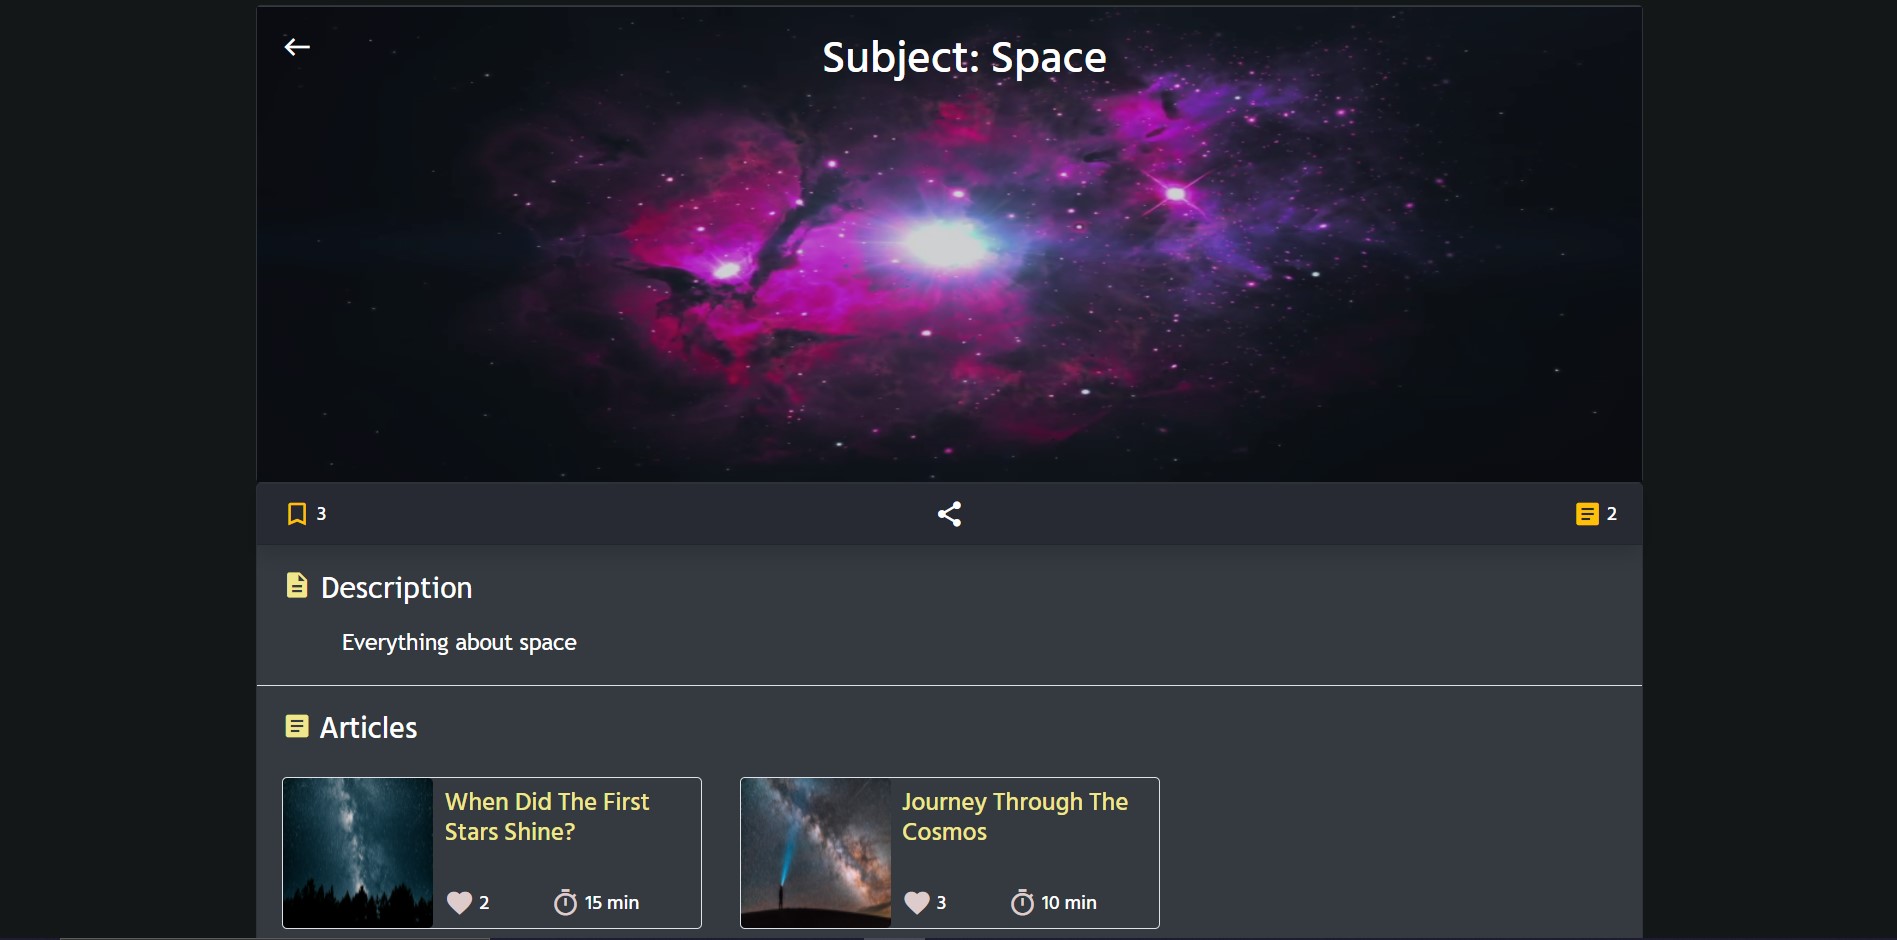 Subject: Space
3
2
Description
Everything about space
Articles
When Did The First
Stars Shine?
2
15 min
Journey Through The
Cosmos
3
10 min